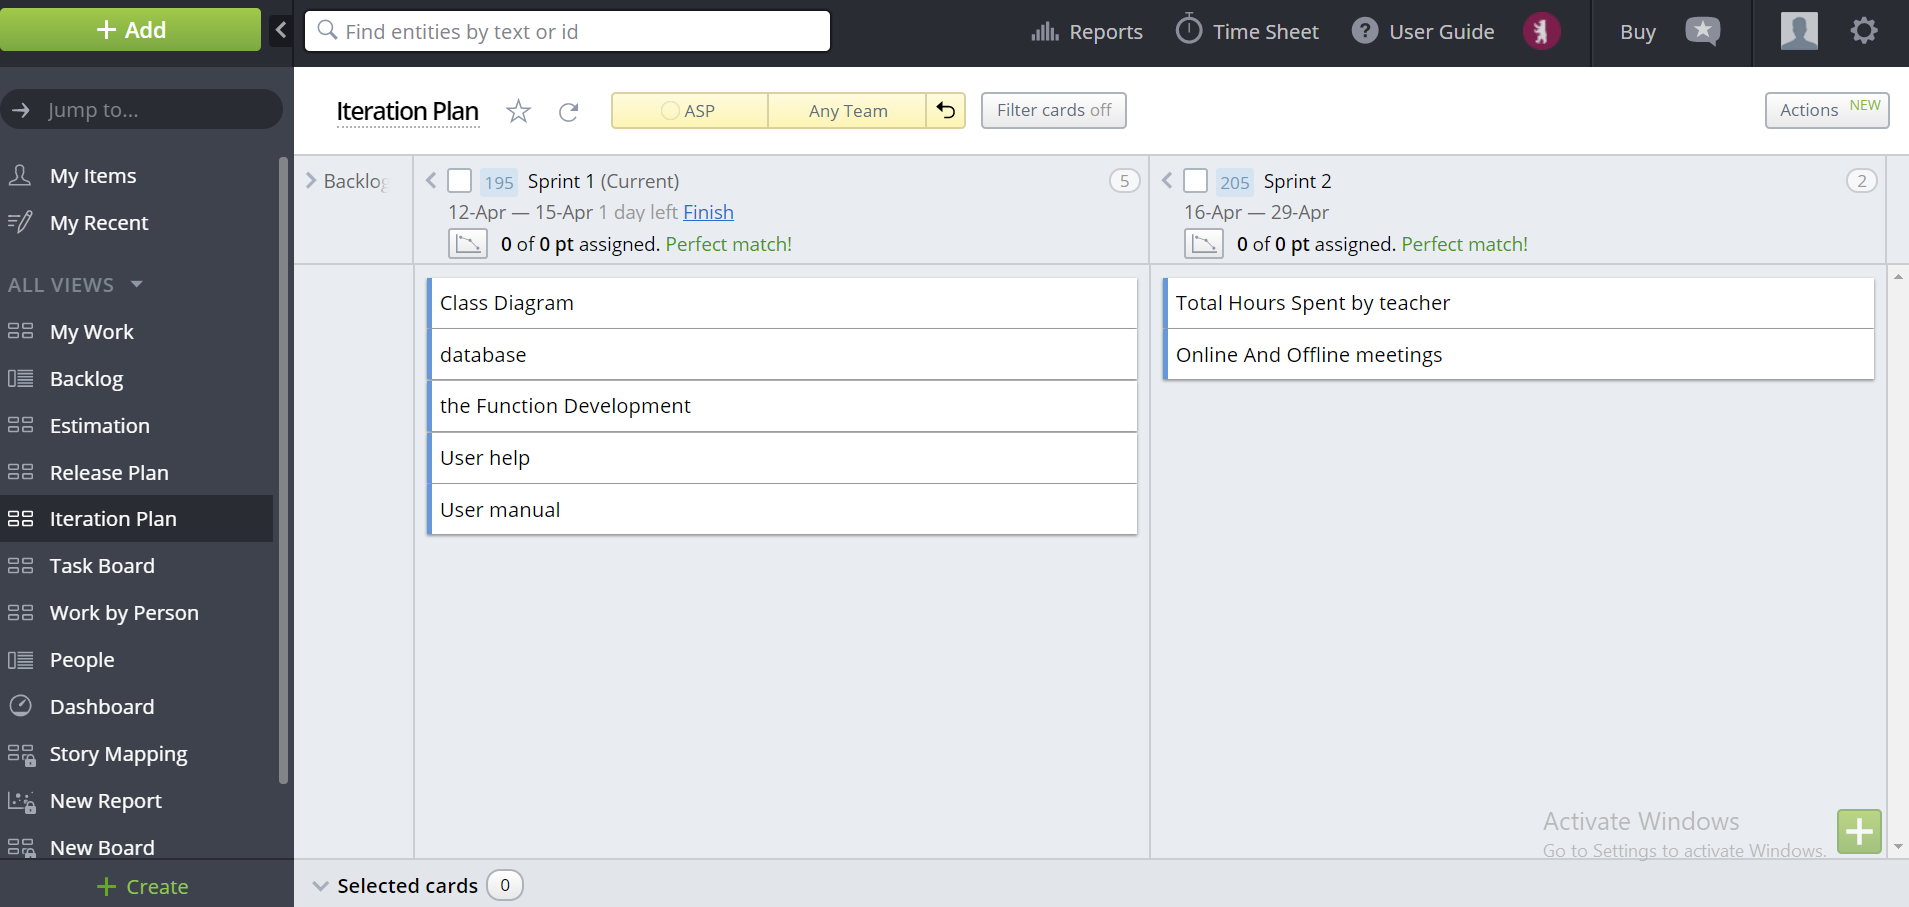 + Add
Find entities by text or id
Reports
Time Sheet
? User Guide
Buy
Jump to...
My Items
My Recent
ALL VIEWS
My Work
Backlog
Estimation
Release Plan
Iteration Plan
Task Board
Work by Person
People
Dashboard
Story Mapping
New Report
New Board
+ Create
Iteration Plan
ASP
Any Team
Filter cards off
Actions NEW
Backlog
195 Sprint 1 (Current) 5
12-Apr — 15-Apr 1 day left Finish
0 of 0 pt assigned. Perfect match!
Class Diagram
database
the Function Development
User help
User manual
205 Sprint 2 2
16-Apr — 29-Apr
0 of 0 pt assigned. Perfect match!
Total Hours Spent by teacher
Online And Offline meetings
Activate Windows
Go to Settings to activate Windows.
Selected cards 0